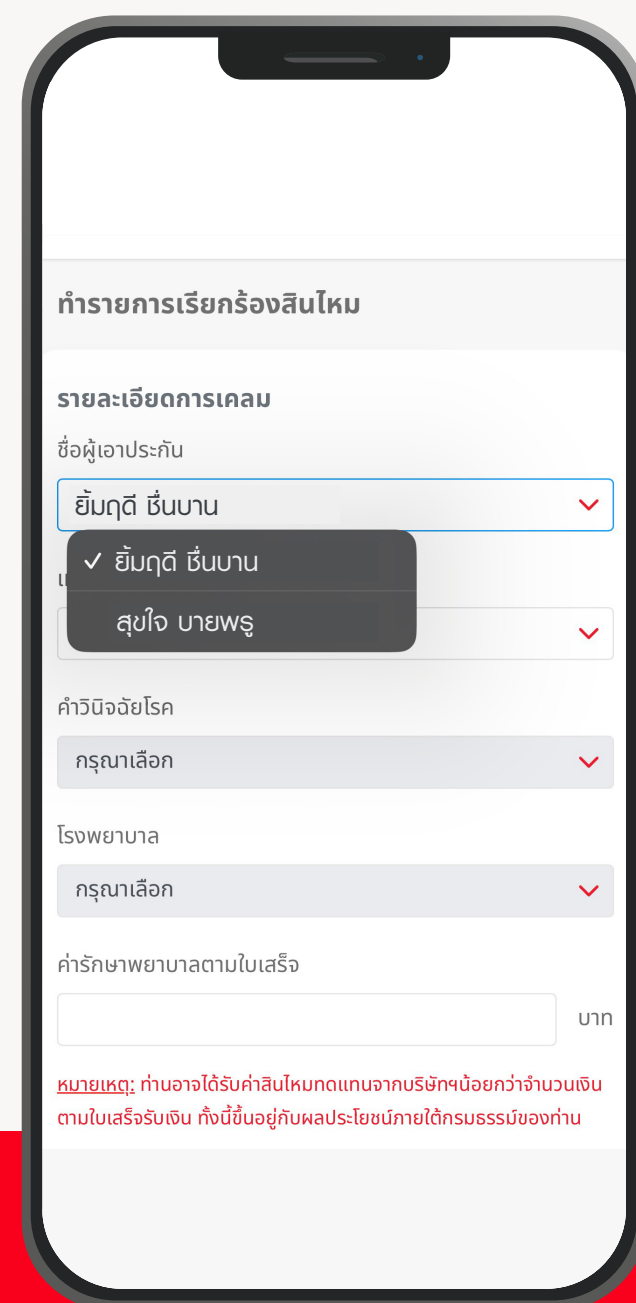 ทำรายการเรียกร้องสินไหม
รายละเอียดการเคลม
ชื่อผู้เอาประกัน
ยิ้มฤดี ชื่นบาน
ยิ้มฤดี ชื่นบาน
สุขใจ บายพรู
คำวินิจฉัยโรค
กรุณาเลือก
โรงพยาบาล
กรุณาเลือก
ค่ารักษาพยาบาลตามใบเสร็จ
บาท
หมายเหตุ: ท่านอาจได้รับค่าสินไหมทดแทนจากบริษัทฯน้อยกว่าจำนวนเงิน
ตามใบเสร็จรับเงิน ทั้งนี้ขึ้นอยู่กับผลประโยชน์ภายใต้กรมธรรม์ของท่าน